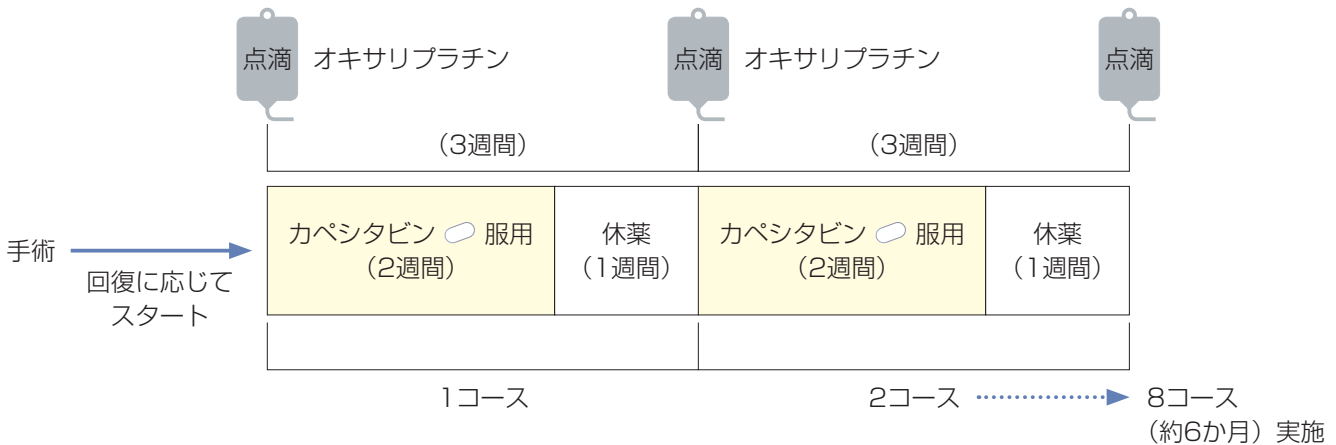 点滴 オキサリプラチン 点滴 オキサリプラチン 点滴
(3週間) (3週間)
手術
回復に応じて
スタート
カペシタビン 服用
(2週間)
休薬
(1週間)
カペシタビン 服用
(2週間)
休薬
(1週間)
1コース 2コース 8コース
(約6か月)実施